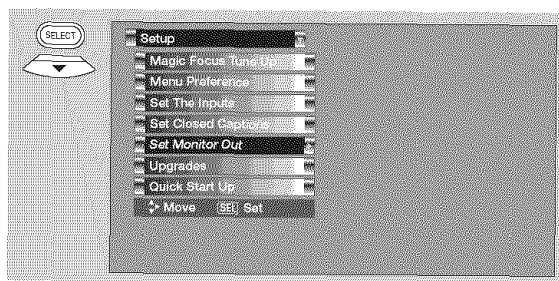 SELECT
Setup
Magic Focus Tune Up
Menu Preference
Set The Inputs
Set Closed Captions
Set Monitor Out
Upgrades
Quick Start Up
Move SEL Set